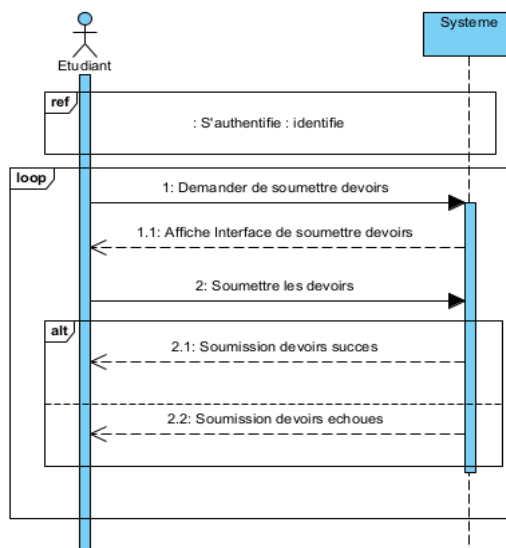 Systeme
Etudiant
ref
: S'authentifie : identifie
loop
1: Demander de soumettre devoirs
1.1: Affiche Interface de soumettre devoirs
2: Soumettre les devoirs
alt
2.1: Soumission devoirs succes
2.2: Soumission devoirs echoues